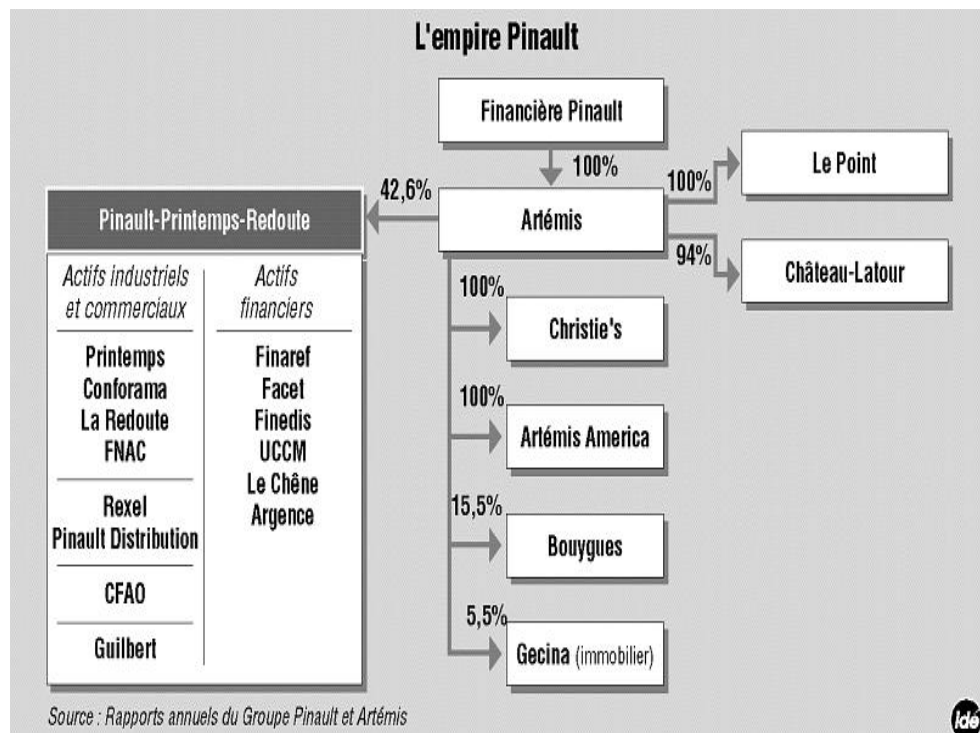 L'empire Pinault
Financière Pinault
100%
Artémis
100%
Le Point
94%
Château-Latour
42,6%
Pinault-Printemps-Redoute
Actifs industriels
et commerciaux
Printemps
Conforama
La Redoute
FNAC
Rexel
Pinault Distribution
CFAO
Guilbert
Actifs
financiers
Finaref
Facet
Finedis
UCCM
Le Chêne
Argence
100%
Christie's
100%
Artémis America
15,5%
Bouygues
5,5%
Gecina (immobilier)
Source : Rapports annuels du Groupe Pinault et Artémis
idé